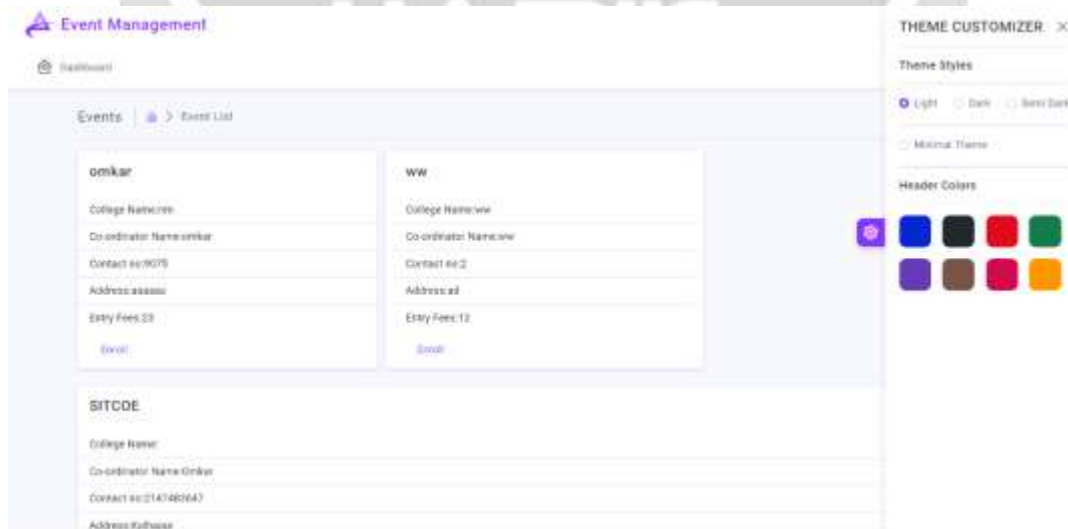 Event Management
Dashboard
Events
Event List
omkar
College Name:nm
Co-ordinator Name:omkar
Contact no:9075
Address:aaaaaa
Entry Fees:23
Enroll
ww
College Name:ww
Co-ordinator Name:ww
Contact no:2
Address:ad
Entry Fees:12
Enroll
SITCOE
College Name:
Co-ordinator Name:Omkar
Contact no:2147483647
THEME CUSTOMIZER
Theme Styles
Light Dark Semi Dark
Minimal Theme
Header Colors